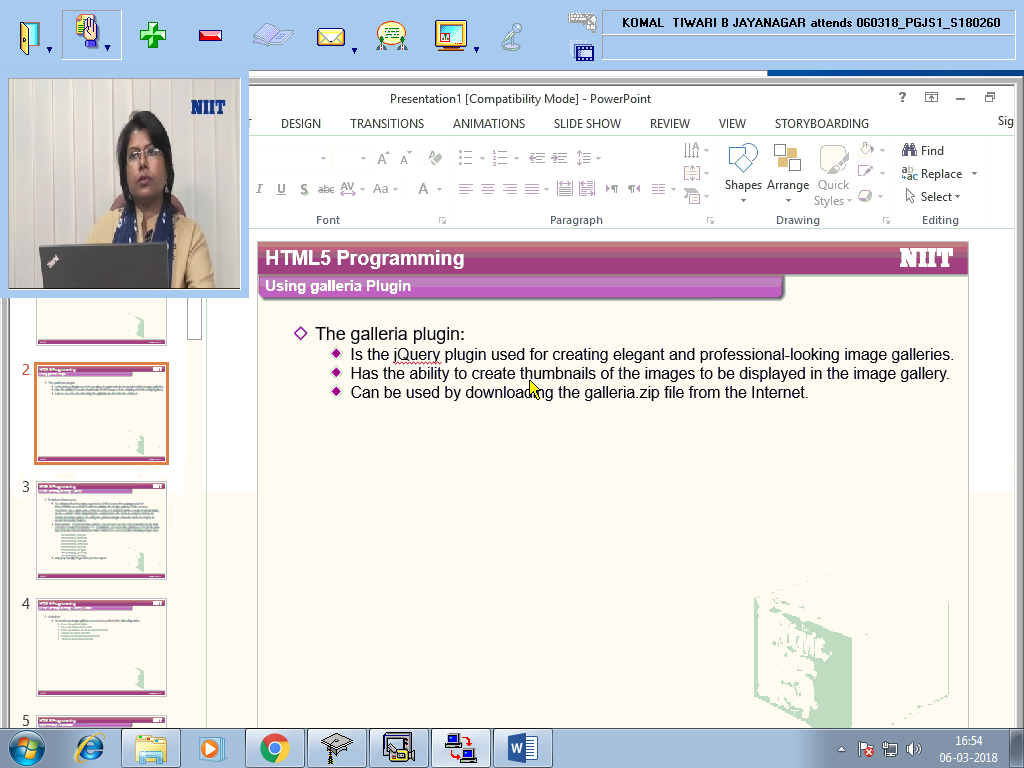 KOMAL TIWARI B JAYANAGAR attends 060318_PGJS1_S180260
NIIT
Presentation1 [Compatibility Mode] - PowerPoint
?
Sig
DESIGN TRANSITIONS ANIMATIONS SLIDE SHOW REVIEW VIEW STORYBOARDING
Find
Replace
Select
Shapes Arrange Quick Styles
I U S abc AV Aa A
Font Paragraph Drawing Editing
HTML5 Programming NIIT
Using galleria Plugin
The galleria plugin:
Is the jQuery plugin used for creating elegant and professional-looking image galleries.
Has the ability to create thumbnails of the images to be displayed in the image gallery.
Can be used by downloading the galleria.zip file from the Internet.
2
3
4
5
16:54
06-03-2018